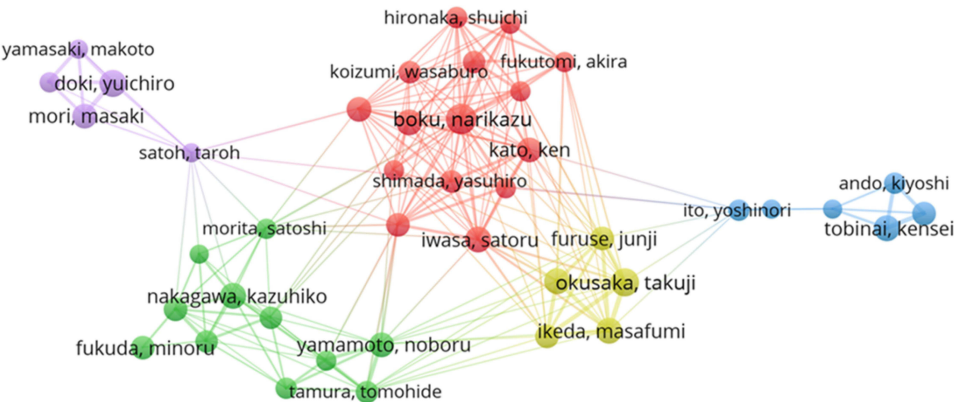 hironaka, shuichi
yamasaki, makoto
fukutomi, akira
koizumi, wasaburo
doki, yuichiro
mori, masaki
boku, narikazu
satoh, taroh
kato, ken
shimada, yasuhiro
ando, kiyoshi
ito, yoshinori
morita, satoshi
iwasa, satoru
furuse, junji
tobinai, kensei
okusaka, takuji
nakagawa, kazuhiko
ikeda, masafumi
fukuda, minoru
yamamoto, noboru
tamura, tomohide